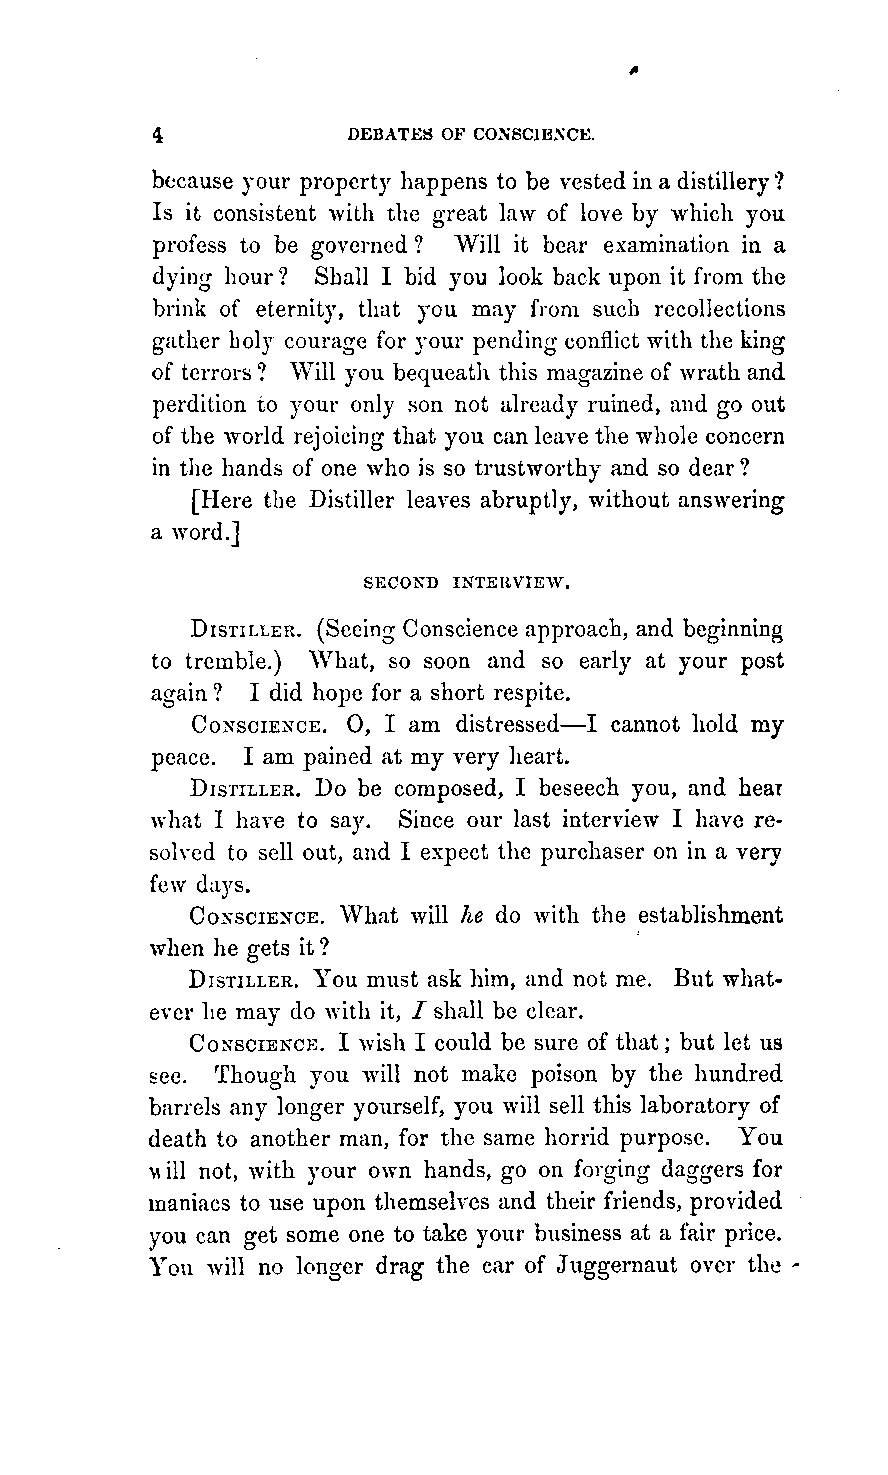 4 DEBATES OF CONSCIENCE.
because your property happens to be vested in a distillery?
Is it consistent with the great law of love by which you
profess to be governed? Will it bear examination in a
dying hour? Shall I bid you look back upon it from the
brink of eternity, that you may from such recollections
gather holy courage for your pending conflict with the king
of terrors? Will you bequeath this magazine of wrath and
perdition to your only son not already ruined, and go out
of the world rejoicing that you can leave the whole concern
in the hands of one who is so trustworthy and so dear?
[Here the Distiller leaves abruptly, without answering
a word.]
SECOND INTERVIEW.
DISTILLER. (Seeing Conscience approach, and beginning
to tremble.) What, so soon and so early at your post
again? I did hope for a short respite.
CONSCIENCE. O, I am distressed—I cannot hold my
peace. I am pained at my very heart.
DISTILLER. Do be composed, I beseech you, and hear
what I have to say. Since our last interview I have re-
solved to sell out, and I expect the purchaser on in a very
few days.
CONSCIENCE. What will he do with the establishment
when he gets it?
DISTILLER. You must ask him, and not me. But what-
ever he may do with it, I shall be clear.
CONSCIENCE. I wish I could be sure of that; but let us
see. Though you will not make poison by the hundred
barrels any longer yourself, you will sell this laboratory of
death to another man, for the same horrid purpose. You
will not, with your own hands, go on forging daggers for
maniacs to use upon themselves and their friends, provided
you can get some one to take your business at a fair price.
You will no longer drag the car of Juggernaut over the